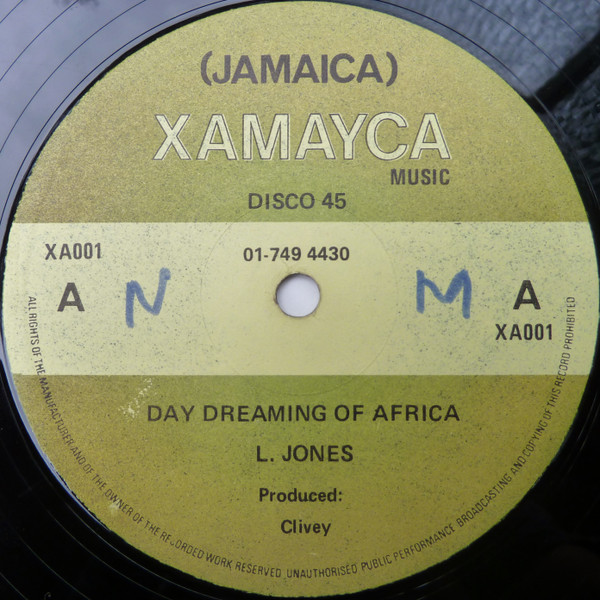 (JAMAICA)
XAMAYCA
MUSIC
DISCO 45
XA001
01-749 4430
A
N
M
A
XA001
DAY DREAMING OF AFRICA
L. JONES
Produced:
Clivey
ALL RIGHTS OF THE MANUFACTURER AND OF THE OWNER OF THE RECORDED WORK RESERVED UNAUTHORISED PUBLIC PERFORMANCE BROADCASTING AND COPYING OF THIS RECORD PROHIBITED